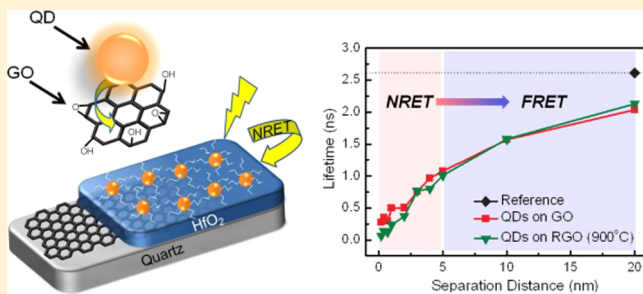 QD
GO
OH
O
O
OH
OH
OH
NRET
HfO2
Quartz
Lifetime (ns)
3.0
2.5
2.0
1.5
1.0
0.5
0.0
NRET
FRET
Reference
QDs on GO
QDs on RGO (900°C)
0 5 10 15 20
Separation Distance (nm)